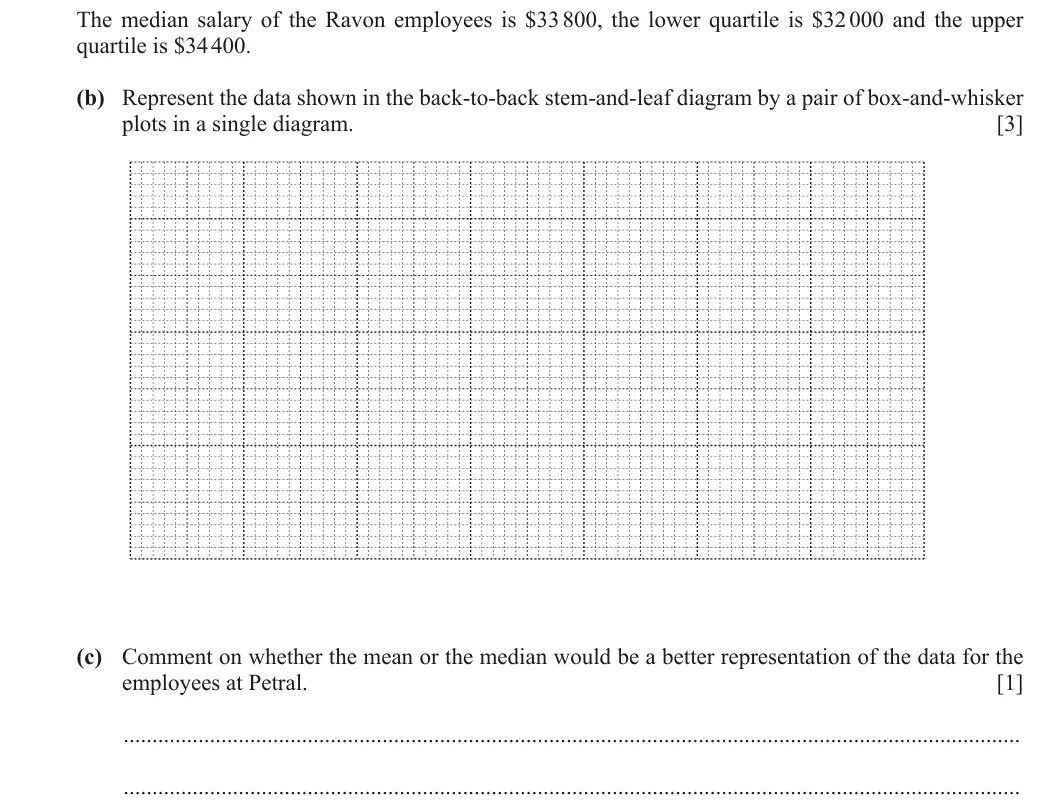 The median salary of the Ravon employees is $33 800, the lower quartile is $32 000 and the upper
quartile is $34 400.
(b) Represent the data shown in the back-to-back stem-and-leaf diagram by a pair of box-and-whisker
plots in a single diagram. [3]
(c) Comment on whether the mean or the median would be a better representation of the data for the
employees at Petral. [1]